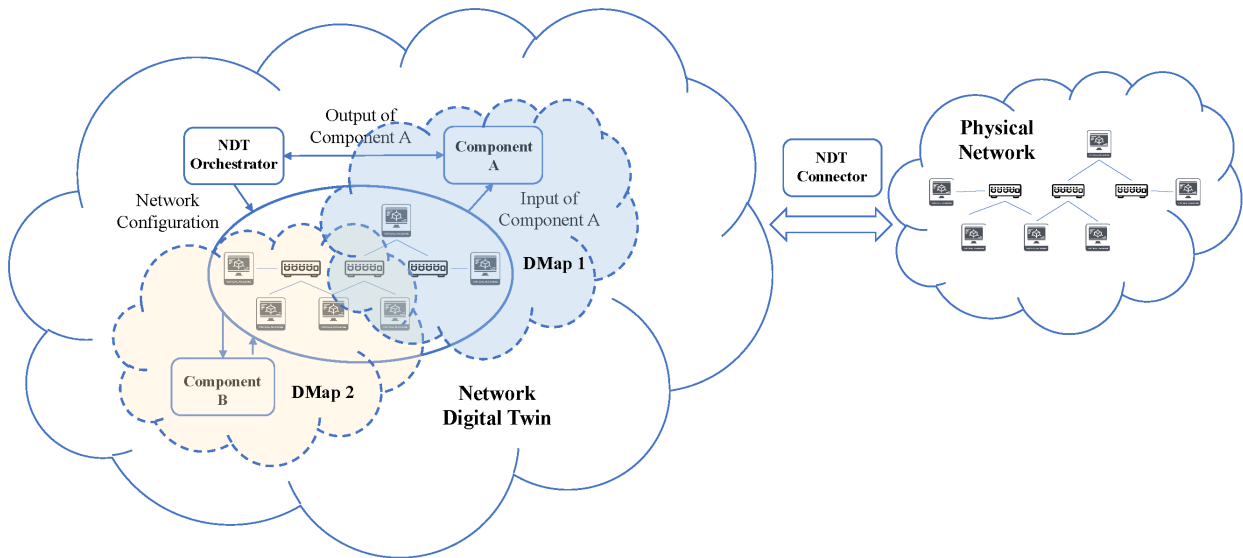 Output of
Component A
NDT
Orchestrator
Component
A
Network
Configuration
Input of
Component A
DMap 1
Component
B
DMap 2
Network
Digital Twin
NDT
Connector
Physical
Network